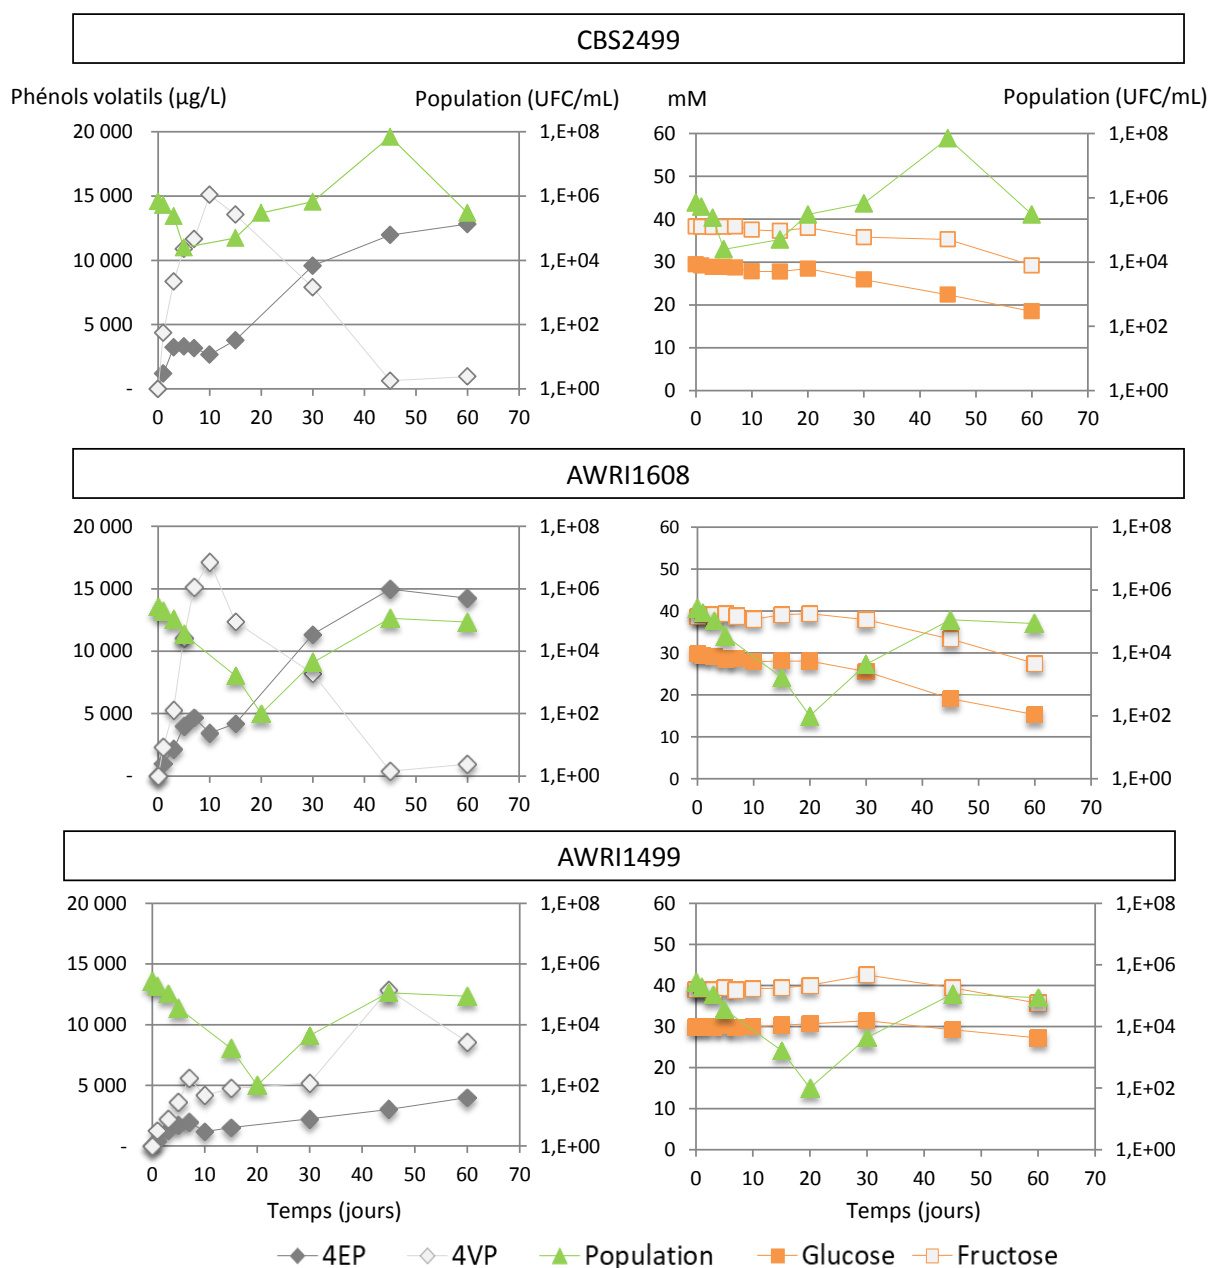 CBS2499
Phénols volatils (µg/L) Population (UFC/mL) mM Population (UFC/mL)
20 000 1,E+08 60 1,E+08
50
15 000 1,E+06 1,E+06
40
10 000 1,E+04 30 1,E+04
20
5 000 1,E+02 1,E+02
10
- 1,E+00 0 1,E+00
0 10 20 30 40 50 60 70 0 10 20 30 40 50 60 70
AWRI1608
20 000 1,E+08 60 1,E+08
50
15 000 1,E+06 1,E+06
40
10 000 1,E+04 30 1,E+04
20
5 000 1,E+02 1,E+02
10
- 1,E+00 0 1,E+00
0 10 20 30 40 50 60 70 0 10 20 30 40 50 60 70
AWRI1499
20 000 1,E+08 60 1,E+08
50
15 000 1,E+06 1,E+06
40
10 000 1,E+04 30 1,E+04
20
5 000 1,E+02 1,E+02
10
- 1,E+00 0 1,E+00
0 10 20 30 40 50 60 70 0 10 20 30 40 50 60 70
Temps (jours) Temps (jours)
4EP 4VP Population Glucose Fructose